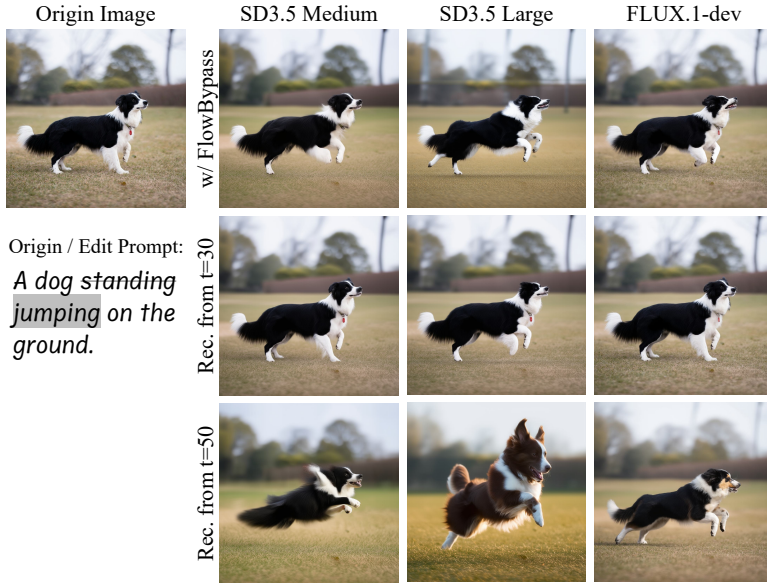 Origin Image
SD3.5 Medium
SD3.5 Large
FLUX.1-dev
w/ FlowBypass
Origin / Edit Prompt:
A dog standing
jumping on the
ground.
Rec. from t=30
Rec. from t=50